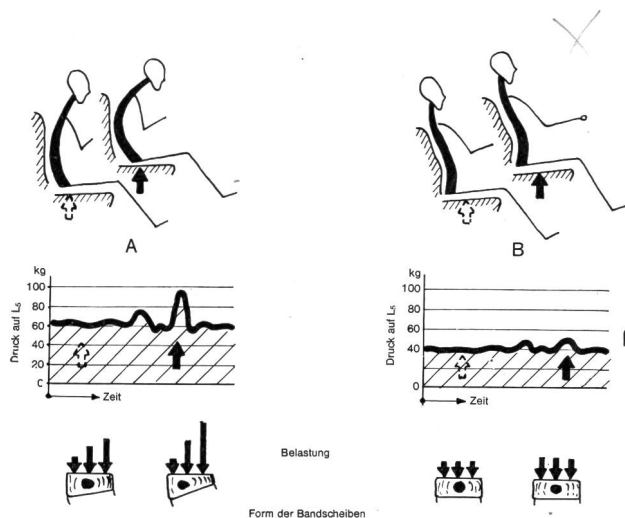 A
B
kg
100
80
60
40
20
C
Druck auf L5
Zeit
kg
100
80
60
40
20
0
Druck auf L5
Zeit
Belastung
Form der Bandscheiben